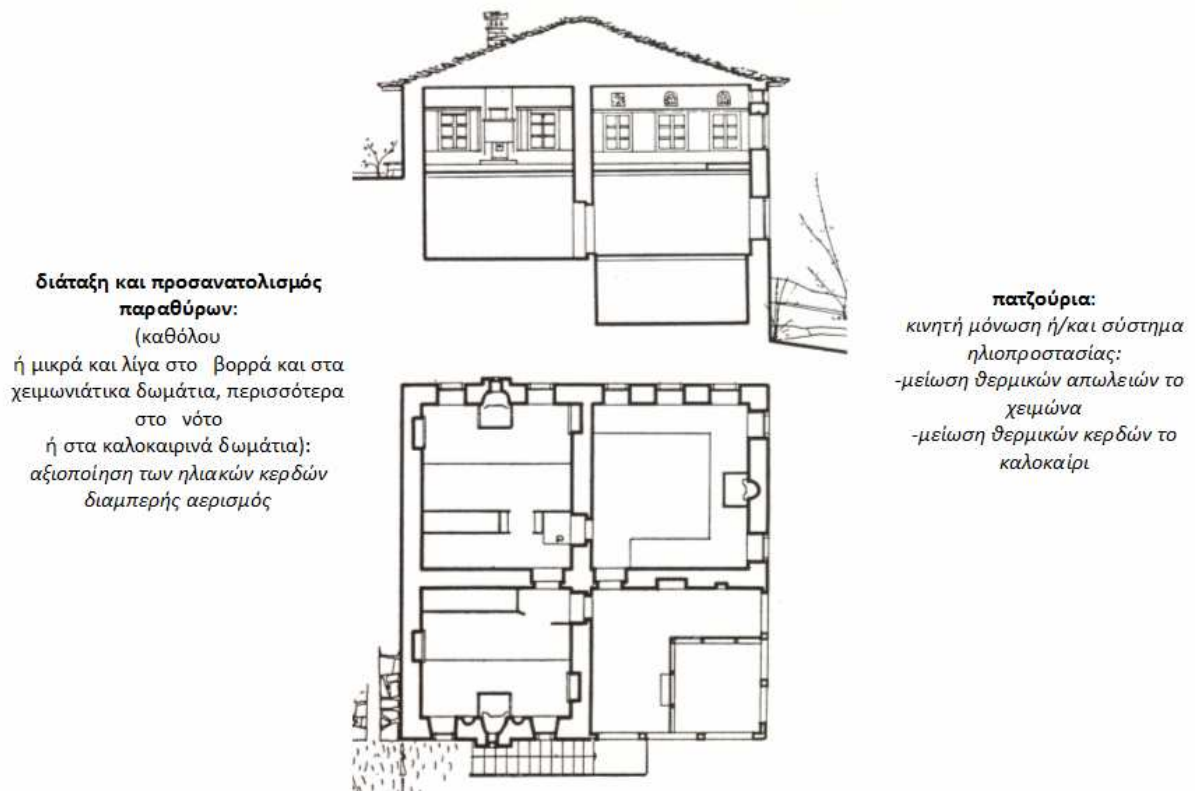 διάταξη και προσανατολισμός
παραθύρων:
(καθόλου
ή μικρά και λίγα στο βορρά και στα
χειμωνιάτικα δωμάτια, περισσότερα
στο νότο
ή στα καλοκαιρινά δωμάτια):
αξιοποίηση των ηλιακών κερδών
διαμπερής αερισμός
πατζούρια:
κινητή μόνωση ή/και σύστημα
ηλιοπροστασίας:
-μείωση θερμικών απωλειών το
χειμώνα
-μείωση θερμικών κερδών το
καλοκαίρι